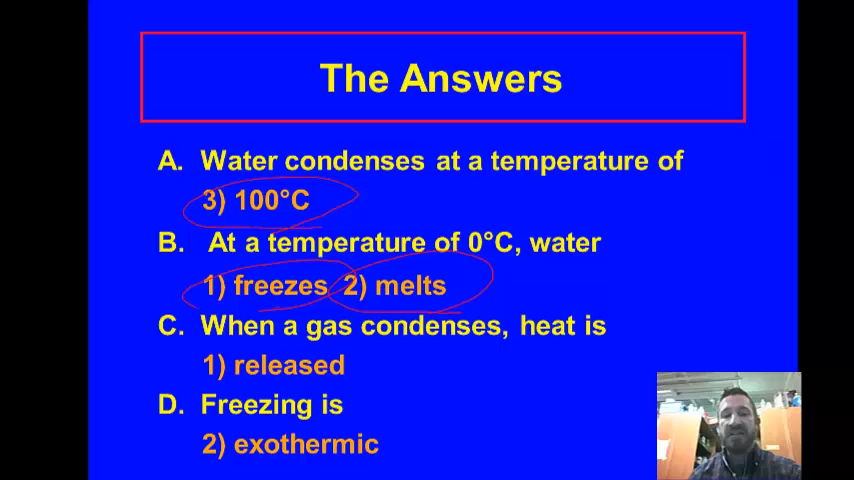 The Answers
A. Water condenses at a temperature of
3) 100°C
B. At a temperature of 0°C, water
1) freezes 2) melts
C. When a gas condenses, heat is
1) released
D. Freezing is
2) exothermic